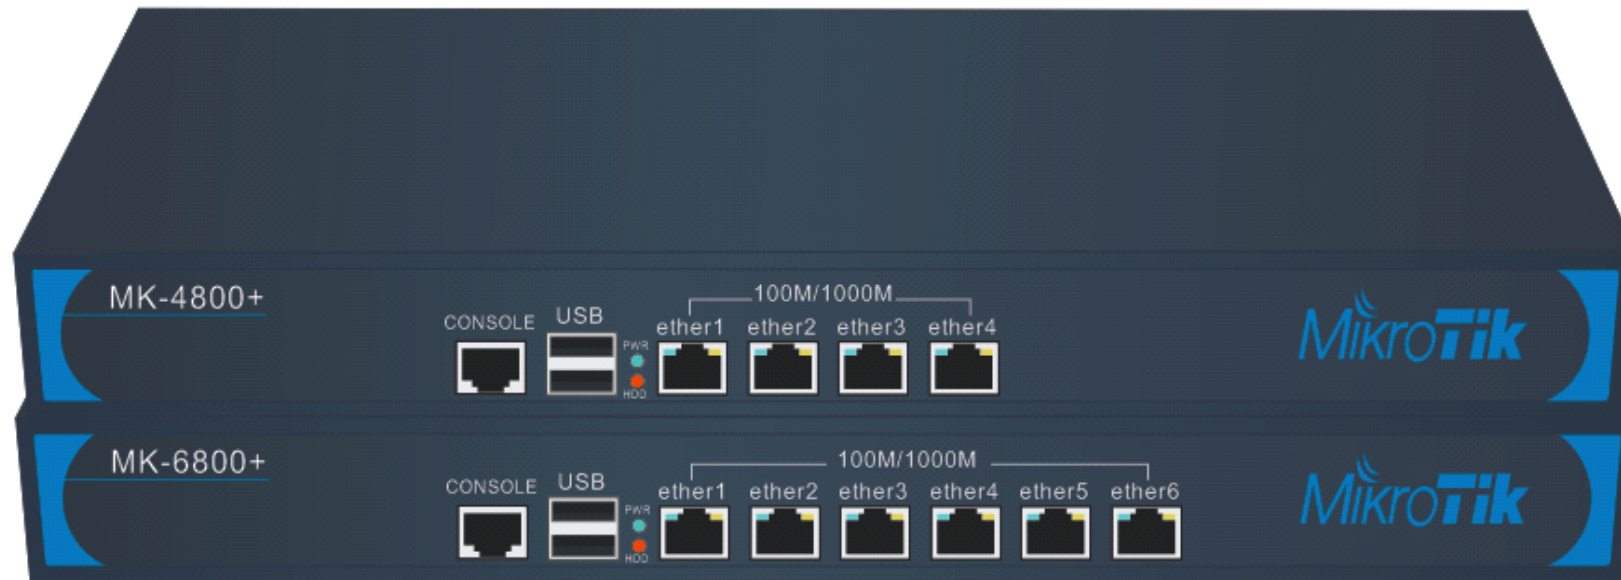 MK-4800+
CONSOLE
USB
PWR
HDD
100M/1000M
ether1 ether2 ether3 ether4
MikroTik
MK-6800+
CONSOLE
USB
PWR
HDD
100M/1000M
ether1 ether2 ether3 ether4 ether5 ether6
MikroTik